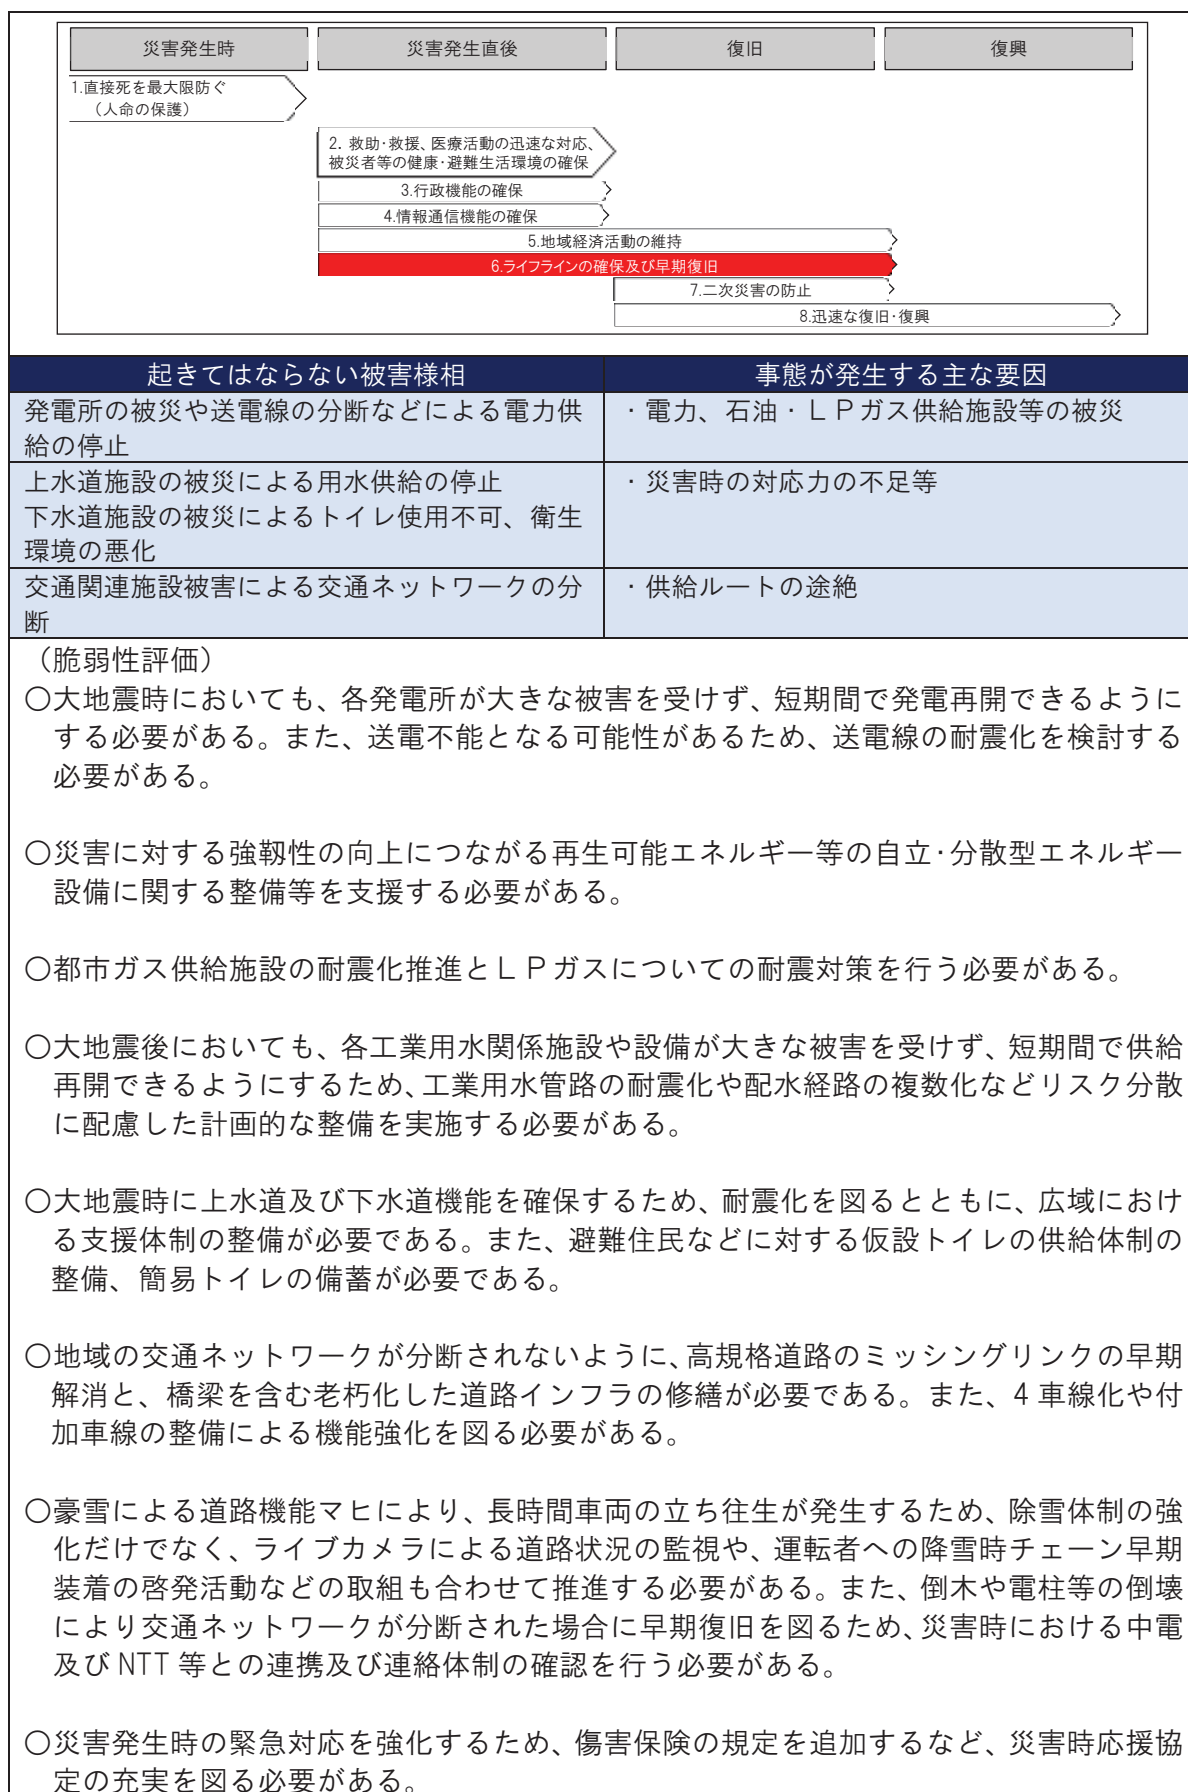 災害発生時
災害発生直後
復旧
復興
1.直接死を最大限防ぐ
（人命の保護）
2. 救助･救援、医療活動の迅速な対応、
被災者等の健康･避難生活環境の確保
3.行政機能の確保
4.情報通信機能の確保
5.地域経済活動の維持
6.ライフラインの確保及び早期復旧
7.二次災害の防止
8.迅速な復旧･復興
起きてはならない被害様相
事態が発生する主な要因
発電所の被災や送電線の分断などによる電力供
給の停止
・電力、石油・ＬＰガス供給施設等の被災
上水道施設の被災による用水供給の停止
下水道施設の被災によるトイレ使用不可、衛生
環境の悪化
・災害時の対応力の不足等
交通関連施設被害による交通ネットワークの分
断
・供給ルートの途絶
（脆弱性評価）
〇大地震時においても、各発電所が大きな被害を受けず、短期間で発電再開できるように
する必要がある。また、送電不能となる可能性があるため、送電線の耐震化を検討する
必要がある。
〇災害に対する強靱性の向上につながる再生可能エネルギー等の自立･分散型エネルギー
設備に関する整備等を支援する必要がある。
〇都市ガス供給施設の耐震化推進とＬＰガスについての耐震対策を行う必要がある。
〇大地震後においても、各工業用水関係施設や設備が大きな被害を受けず、短期間で供給
再開できるようにするため、工業用水管路の耐震化や配水経路の複数化などリスク分散
に配慮した計画的な整備を実施する必要がある。
〇大地震時に上水道及び下水道機能を確保するため、耐震化を図るとともに、広域におけ
る支援体制の整備が必要である。また、避難住民などに対する仮設トイレの供給体制の
整備、簡易トイレの備蓄が必要である。
〇地域の交通ネットワークが分断されないように、高規格道路のミッシングリンクの早期
解消と、橋梁を含む老朽化した道路インフラの修繕が必要である。また、4 車線化や付
加車線の整備による機能強化を図る必要がある。
〇豪雪による道路機能マヒにより、長時間車両の立ち往生が発生するため、除雪体制の強
化だけでなく、ライブカメラによる道路状況の監視や、運転者への降雪時チェーン早期
装着の啓発活動などの取組も合わせて推進する必要がある。また、倒木や電柱等の倒壊
により交通ネットワークが分断された場合に早期復旧を図るため、災害時における中電
及び NTT 等との連携及び連絡体制の確認を行う必要がある。
〇災害発生時の緊急対応を強化するため、傷害保険の規定を追加するなど、災害時応援協
定の充実を図る必要がある。